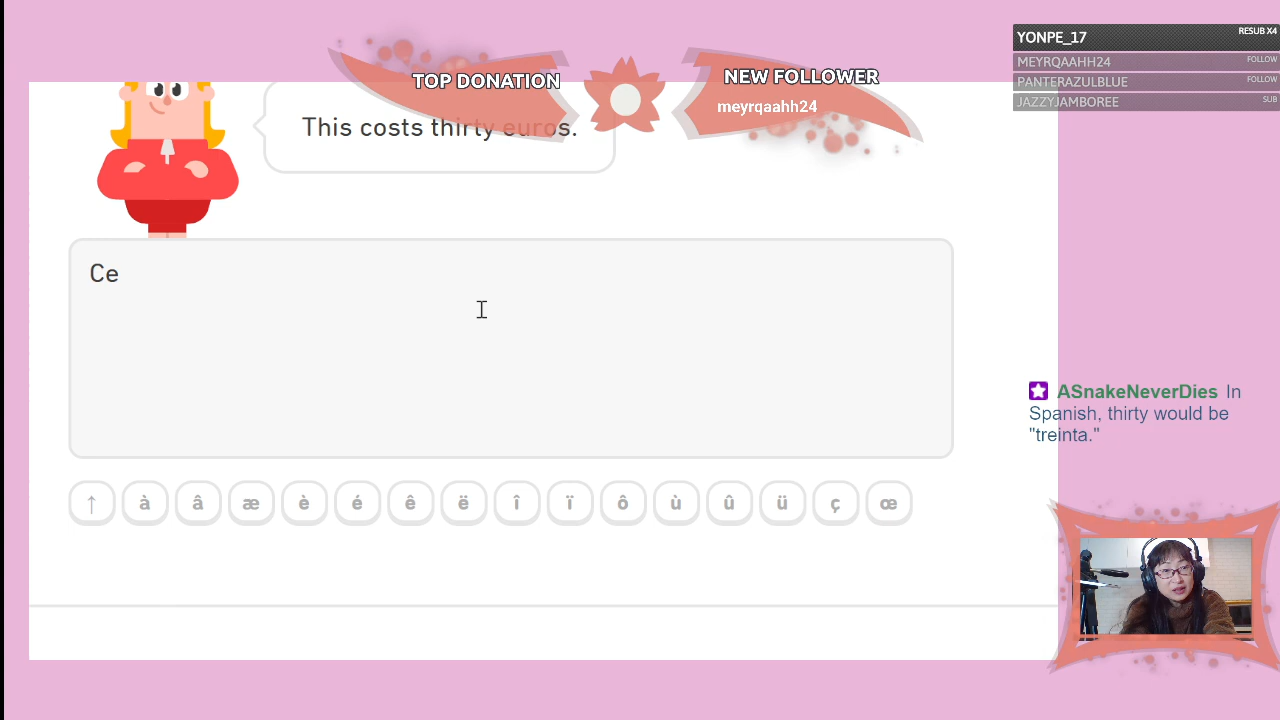 YONPE_17 RESUB X4
MEYRQAAHH24 FOLLOW
PANTERAZULBLUE FOLLOW
JAZZYJAMBOREE SUB
TOP DONATION
NEW FOLLOWER
meyrqaahh24
This costs thirty euros.
Ce
ASnakeNeverDies In
Spanish, thirty would be
"treinta."
↑ à â æ è é ê ë î ï ô ù û ü ç œ